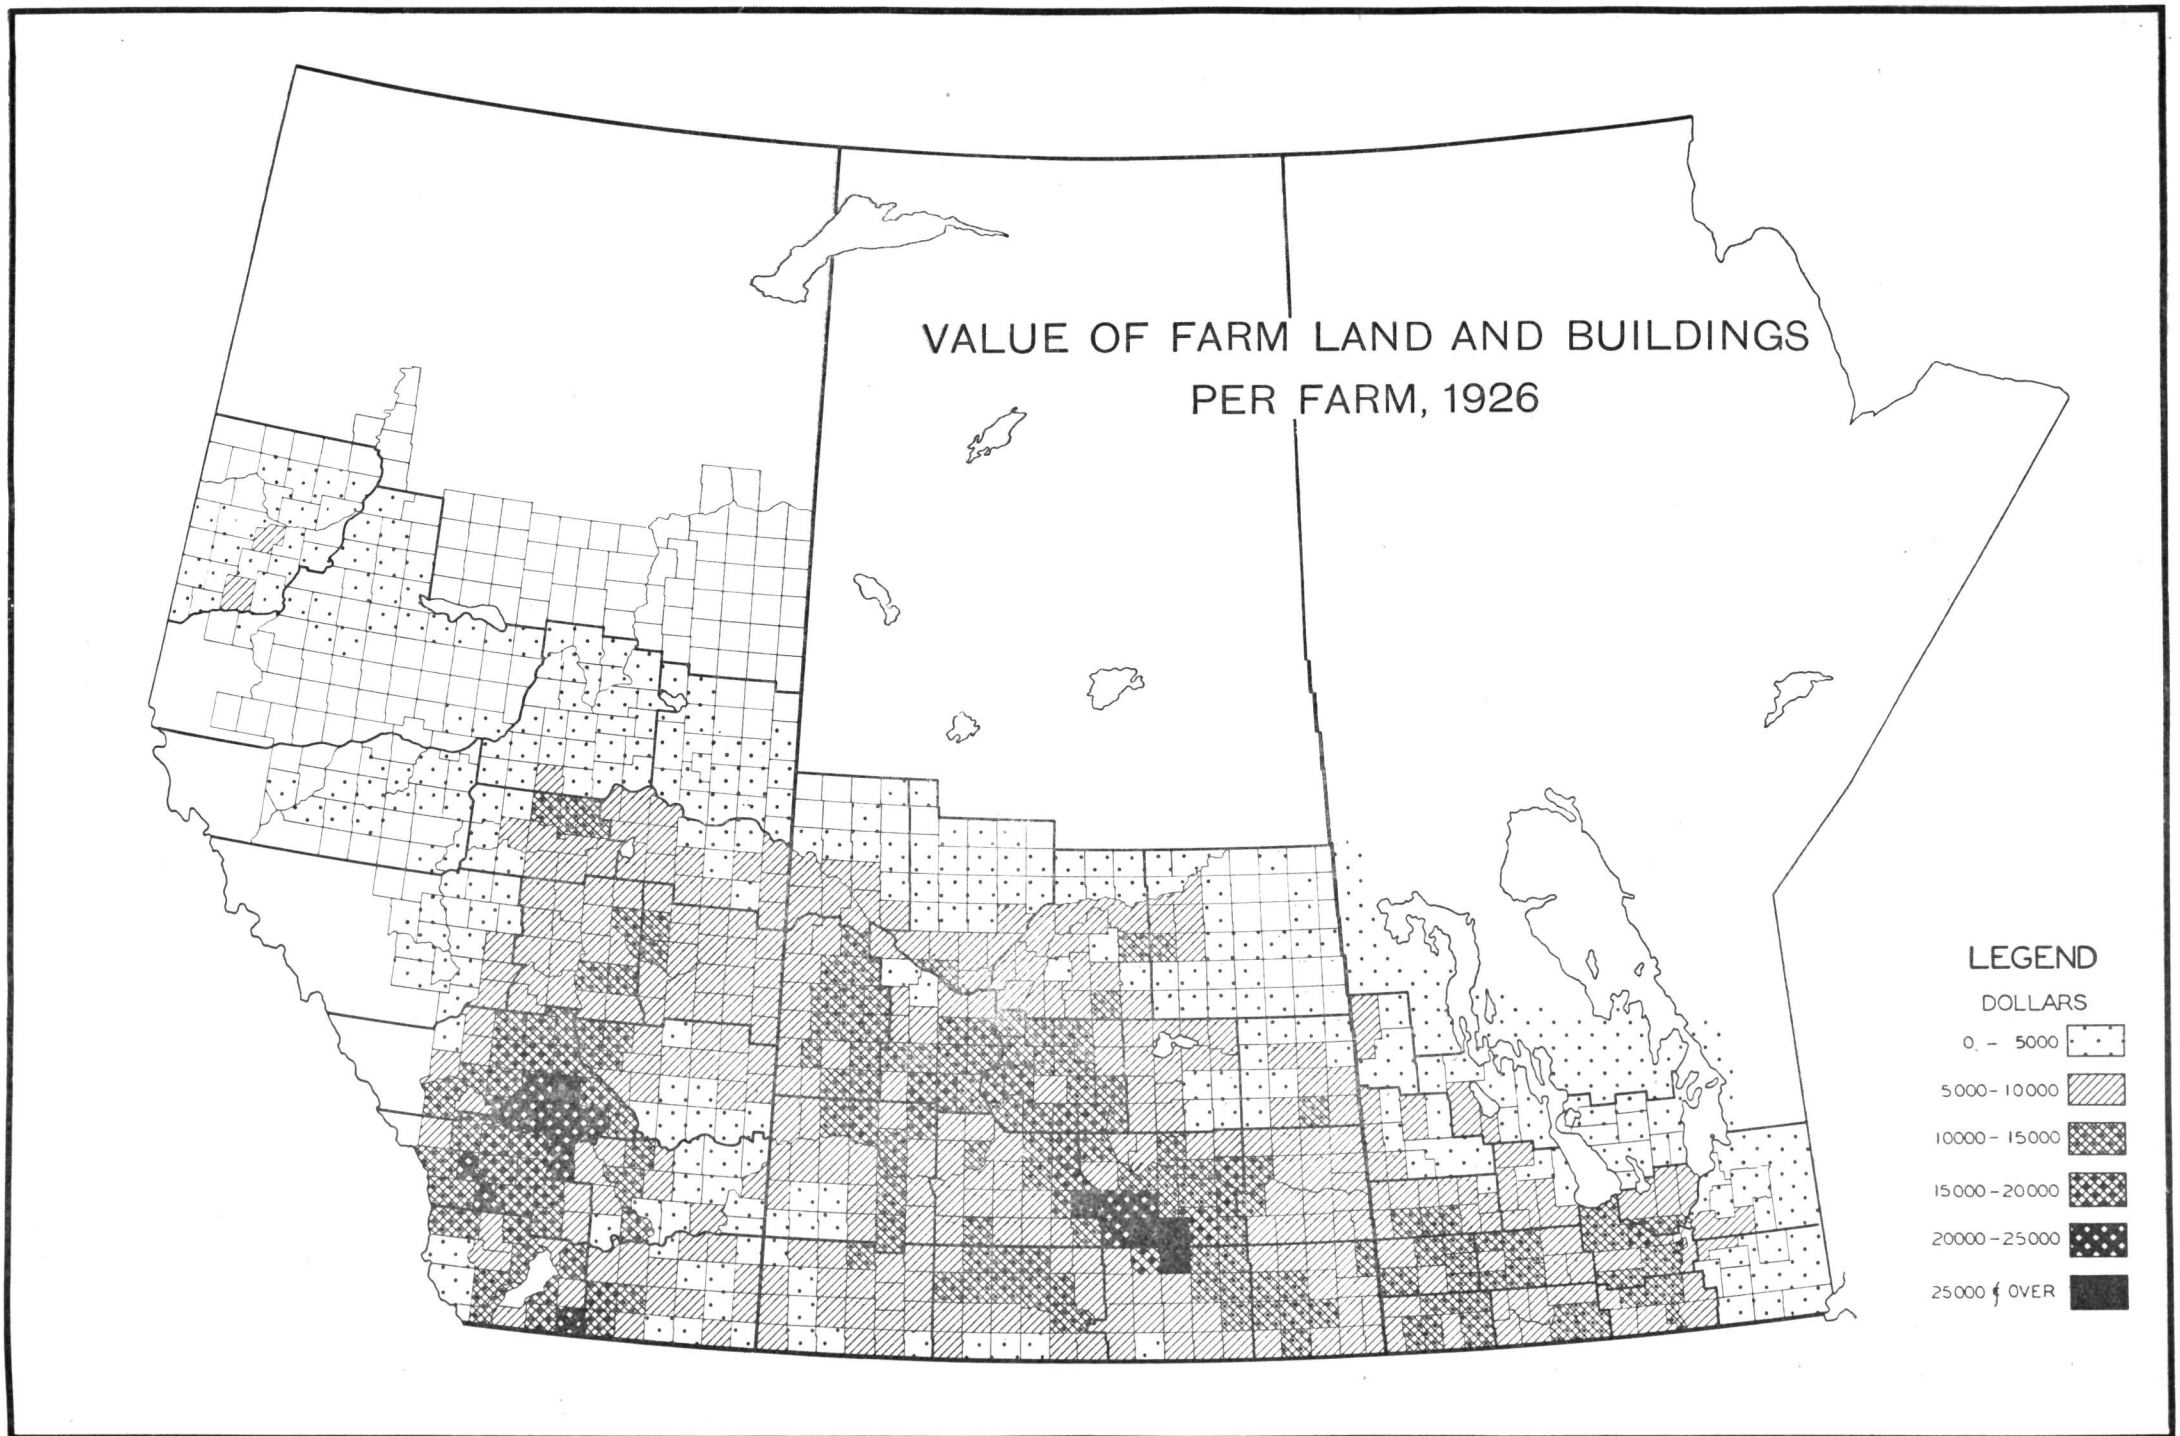 VALUE OF FARM LAND AND BUILDINGS
PER FARM, 1926
LEGEND
DOLLARS
0 - 5000
5000-10000
10000-15000
15000-20000
20000-25000
25000 & OVER